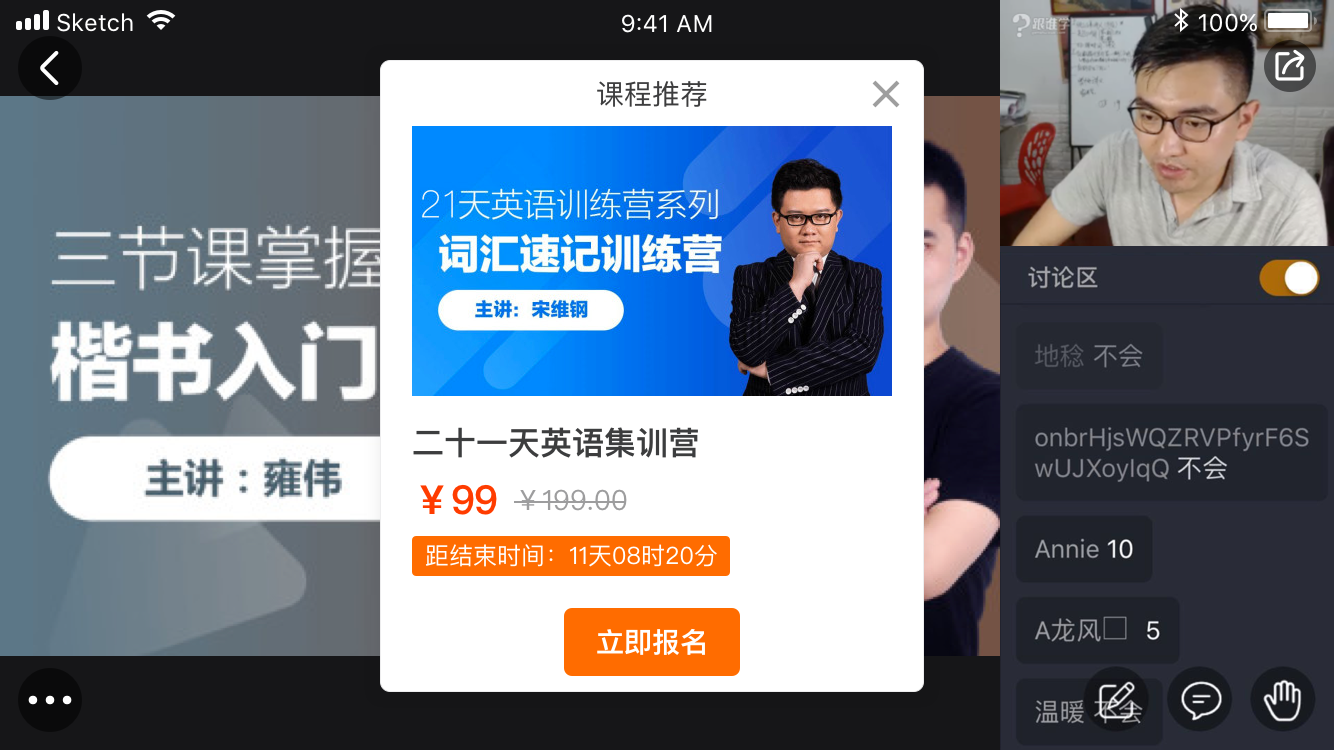 Sketch
9:41 AM
100%
跟谁学
三节课掌握
楷书入门
主讲：雍伟
课程推荐
21天英语训练营系列
词汇速记训练营
主讲：宋维钢
二十一天英语集训营
￥99 ￥199.00
距结束时间：11天08时20分
立即报名
讨论区
地稔 不会
onbrHjsWQZRVPfyrF6S
wUJXoyIqQ 不会
Annie 10
A龙风□ 5
温暖 不会